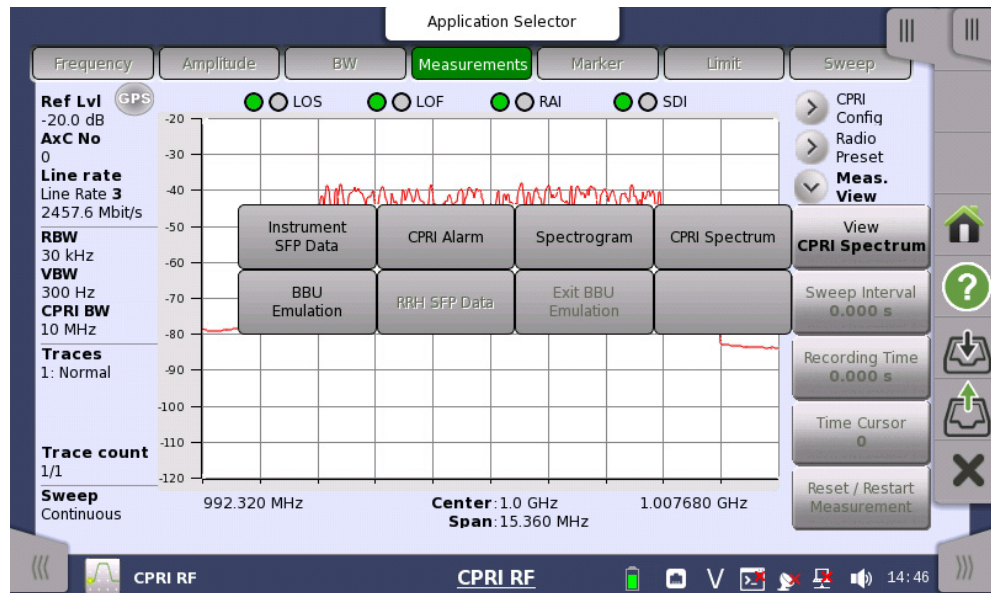 Application Selector
Frequency
Amplitude
BW
Measurements
Marker
Limit
Sweep
Ref Lvl
GPS
-20.0 dB
AxC No
0
Line rate
Line Rate 3
2457.6 Mbit/s
RBW
30 kHz
VBW
300 Hz
CPRI BW
10 MHz
Traces
1: Normal
Trace count
1/1
Sweep
Continuous
LOS
LOF
RAI
SDI
-20
-30
-40
-50
-60
-70
-80
-90
-100
-110
-120
Instrument
SFP Data
CPRI Alarm
Spectrogram
CPRI Spectrum
BBU
Emulation
RRH SFP Data
Exit BBU
Emulation
992.320 MHz
Center:1.0 GHz
1.007680 GHz
Span:15.360 MHz
CPRI
Config
Radio
Preset
Meas.
View
View
CPRI Spectrum
Sweep Interval
0.000 s
Recording Time
0.000 s
Time Cursor
0
Reset / Restart
Measurement
CPRI RF
CPRI RF
V
14:46